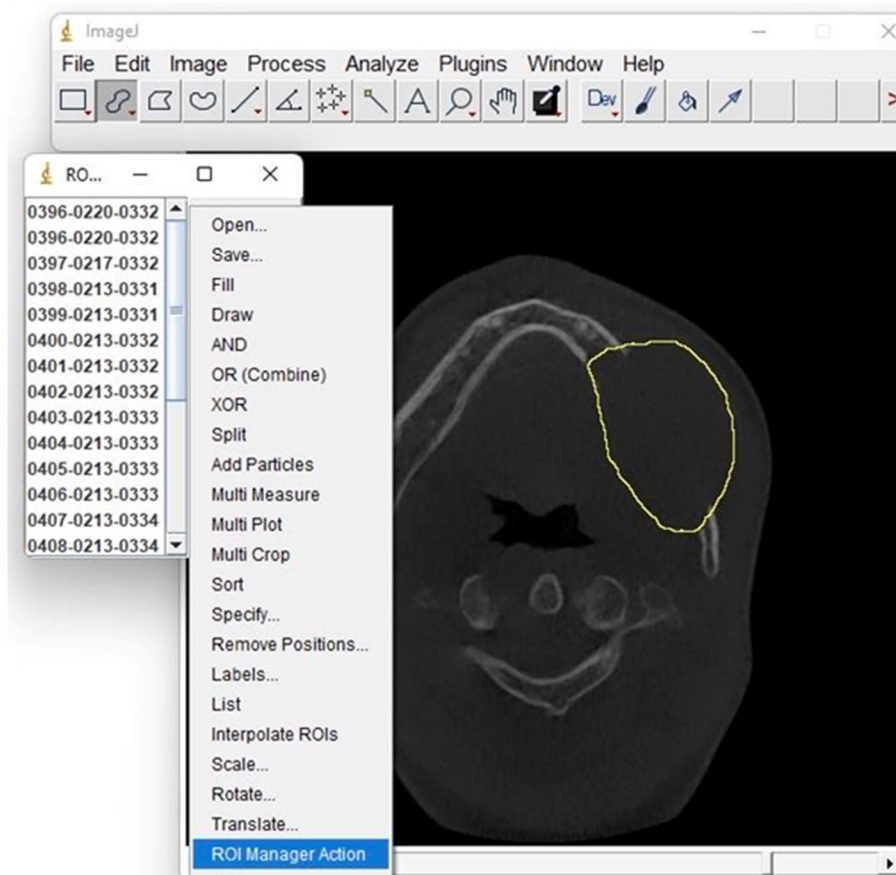 ImageJ
File Edit Image Process Analyze Plugins Window Help
A Dev
RO...
0396-0220-0332
0396-0220-0332
0397-0217-0332
0398-0213-0331
0399-0213-0331
0400-0213-0332
0401-0213-0332
0402-0213-0332
0403-0213-0333
0404-0213-0333
0405-0213-0333
0406-0213-0333
0407-0213-0334
0408-0213-0334
Open...
Save...
Fill
Draw
AND
OR (Combine)
XOR
Split
Add Particles
Multi Measure
Multi Plot
Multi Crop
Sort
Specify...
Remove Positions...
Labels...
List
Interpolate ROIs
Scale...
Rotate...
Translate...
ROI Manager Action